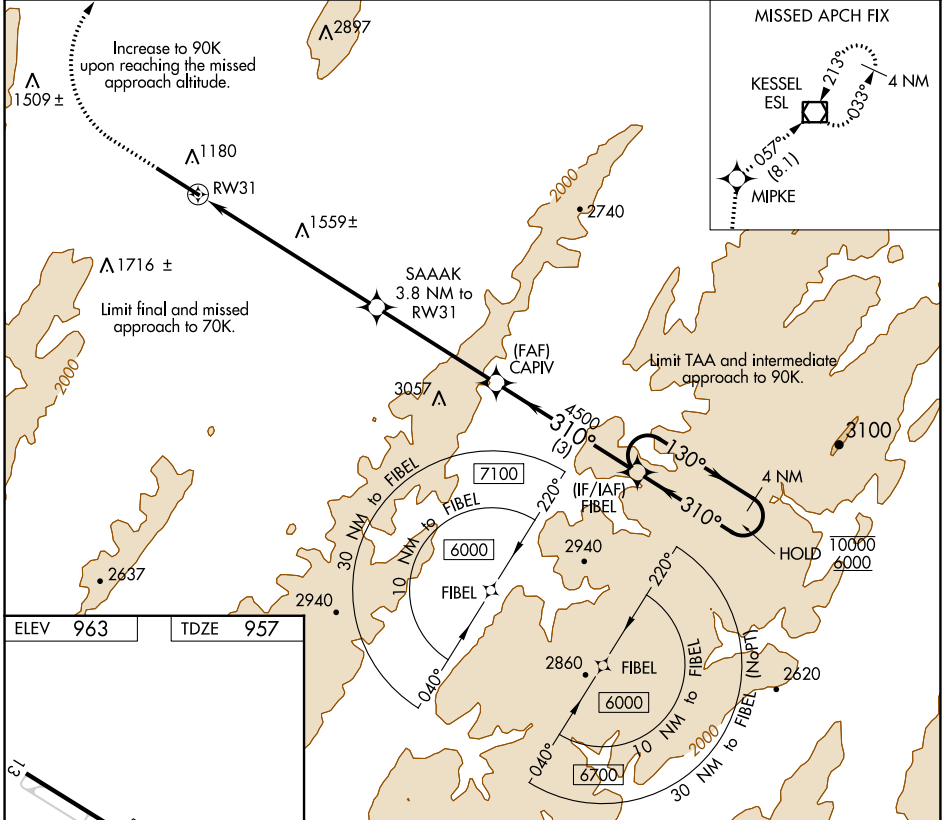 2897
MISSED APCH FIX
Increase to 90K
upon reaching the missed
approach altitude.
1509 ±
KESSEL
ESL
213°
033°
4 NM
057°
(8.1)
MIPKE
1180
RW31
1559 ±
2000
2740
1716 ±
SAAAK
3.8 NM to
RW31
Limit final and missed
approach to 70K.
(FAF)
CAPIV
Limit TAA and intermediate
approach to 90K.
2000
3057
4500
310°
(3)
3100
130°
4 NM
(IF/IAF)
FIBEL
310°
HOLD
10000
6000
30 NM to FIBEL
7100
220°
10 NM to FIBEL
6000
FIBEL
040°
2940
2637
2940
220°
2860
FIBEL
6000
10 NM to FIBEL
30 NM to FIBEL (NoPT)
2620
2000
040°
6700
ELEV 963
TDZE 957
13